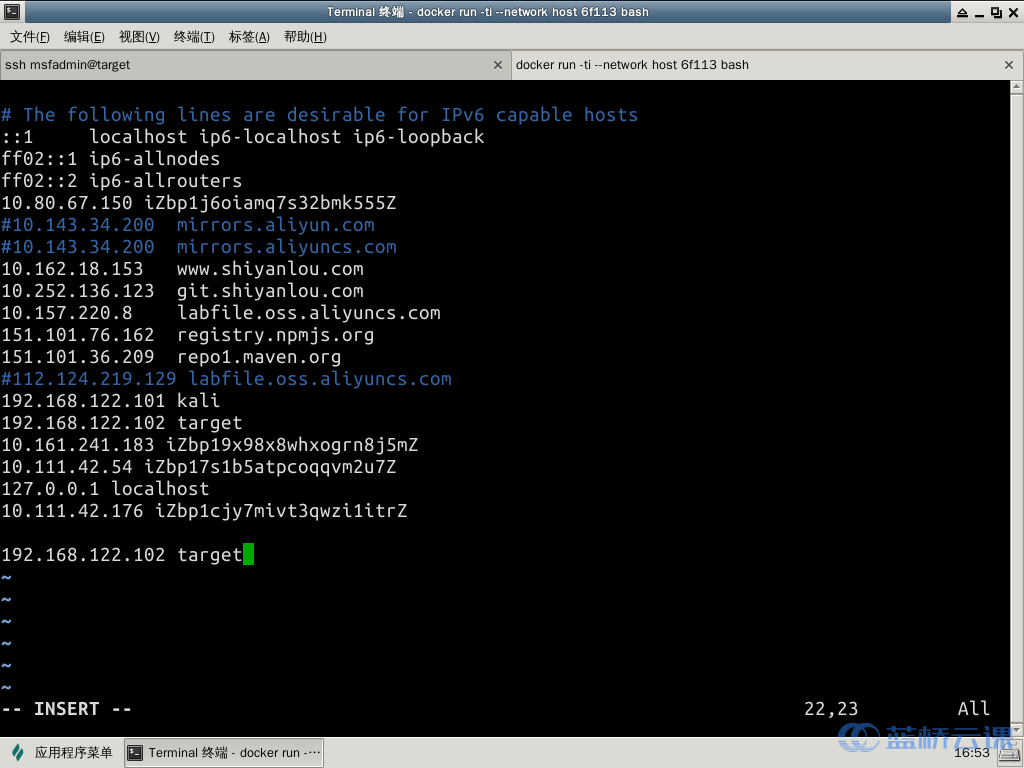 Terminal 终端 - docker run -ti --network host 6f113 bash
文件(F) 编辑(E) 视图(V) 终端(T) 标签(A) 帮助(H)
ssh msfadmin@target
docker run -ti --network host 6f113 bash
# The following lines are desirable for IPv6 capable hosts
::1     localhost ip6-localhost ip6-loopback
ff02::1 ip6-allnodes
ff02::2 ip6-allrouters
10.80.67.150 iZbp1j6oiamq7s32bmk555Z
#10.143.34.200  mirrors.aliyun.com
#10.143.34.200  mirrors.aliyuncs.com
10.162.18.153   www.shiyanlou.com
10.252.136.123  git.shiyanlou.com
10.157.220.8    labfile.oss.aliyuncs.com
151.101.76.162  registry.npmjs.org
151.101.36.209  repo1.maven.org
#112.124.219.129 labfile.oss.aliyuncs.com
192.168.122.101 kali
192.168.122.102 target
10.161.241.183 iZbp19x98x8whxogrn8j5mZ
10.111.42.54 iZbp17s1b5atpcoqqvm2u7Z
127.0.0.1 localhost
10.111.42.176 iZbp1cjy7mivt3qwzi1itrZ
192.168.122.102 target
~
~
~
~
~
~
-- INSERT -- 22,23 All
蓝桥云课
应用程序菜单 Terminal 终端 - docker run -··· 16:53